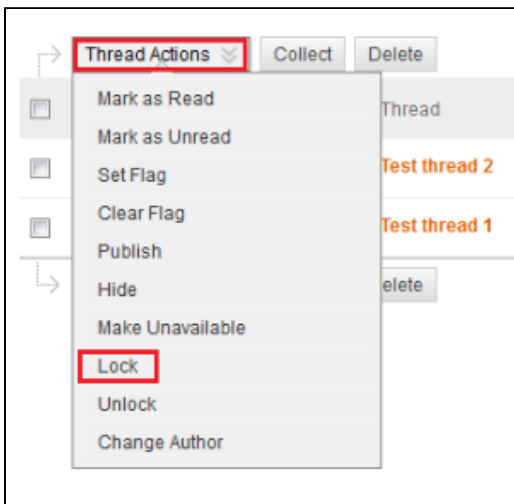 Thread Actions Collect Delete
Mark as Read
Thread
Mark as Unread
Test thread 2
Set Flag
Clear Flag
Test thread 1
Publish
Hide
elete
Make Unavailable
Lock
Unlock
Change Author